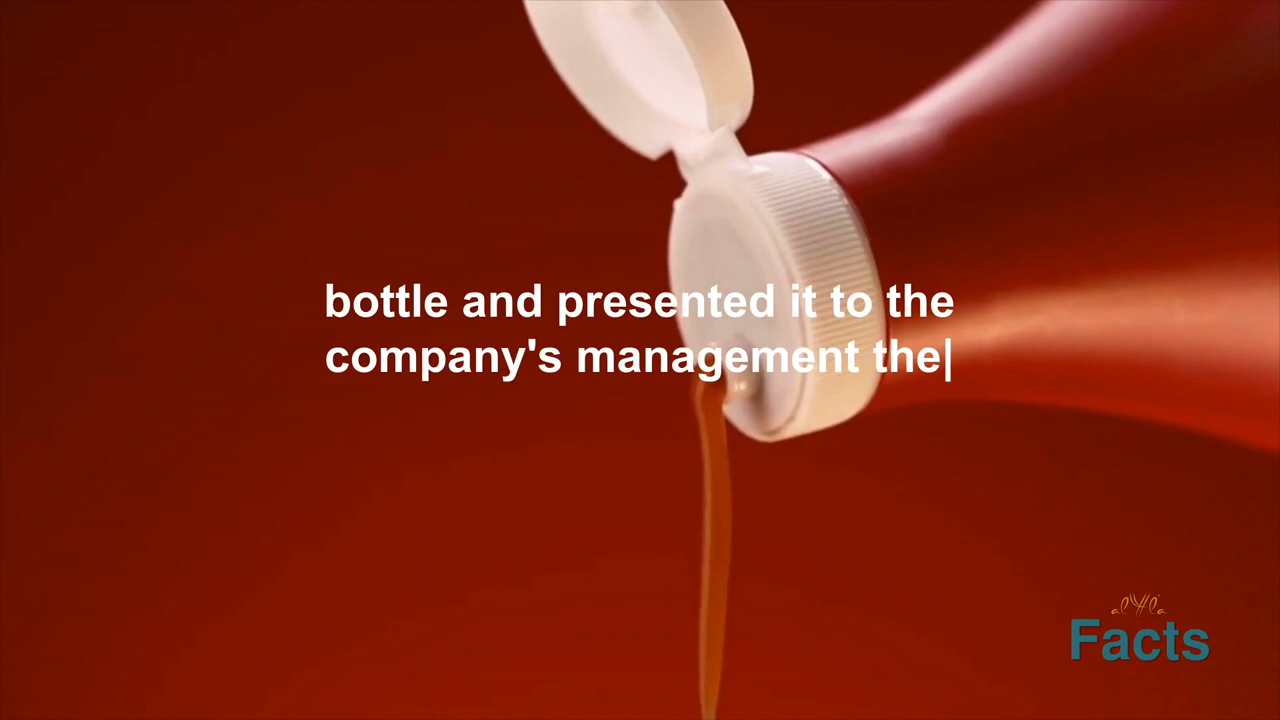 bottle and presented it to the
company's management the|
Facts